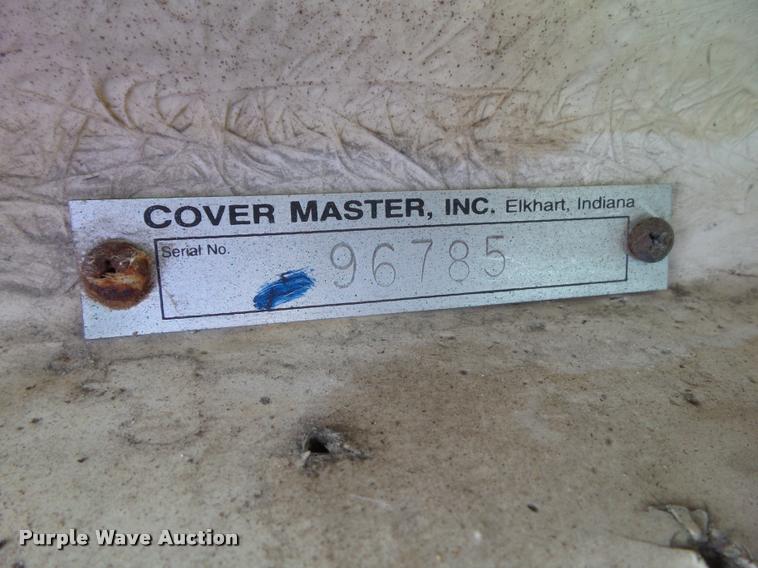 COVER MASTER, INC. Elkhart, Indiana
Serial No. 96785
Purple Wave Auction